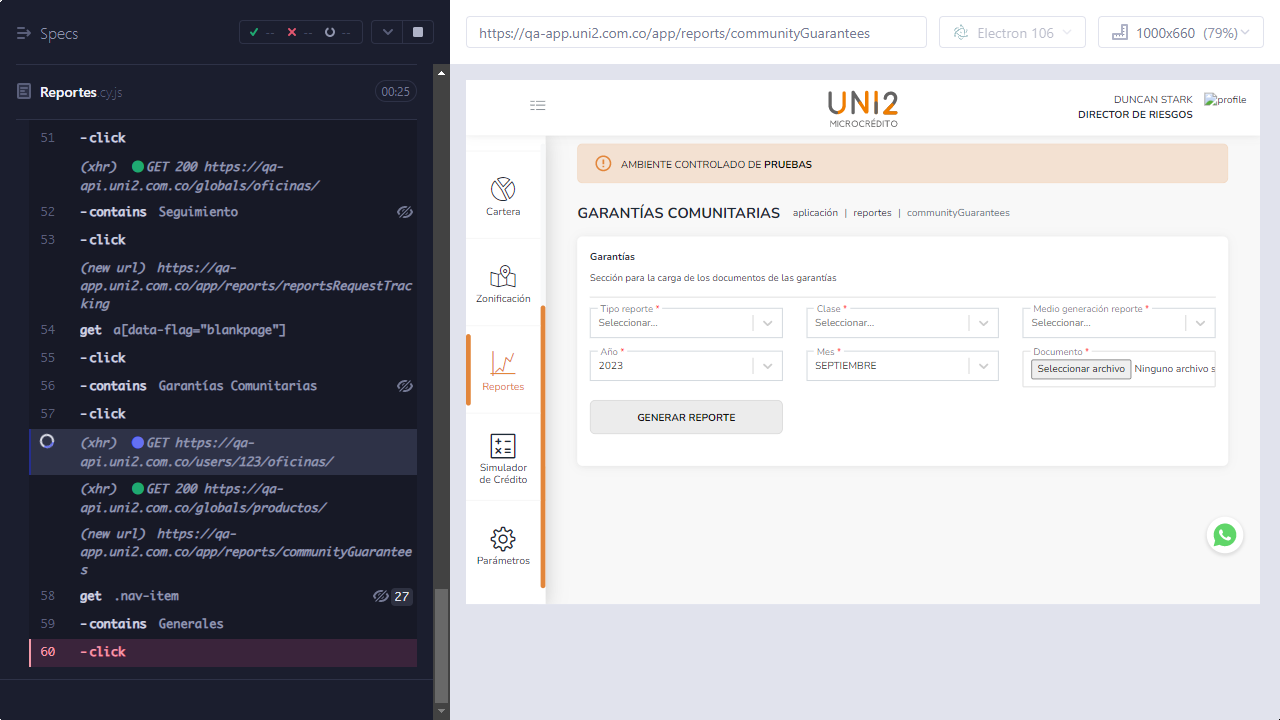 Specs
-- -- --
Reportes.cy.js 00:25
51 -click
(xhr) GET 200 https://qa-
api.uni2.com.co/globals/oficinas/
52 -contains Seguimiento
53 -click
(new url) https://qa-
app.uni2.com.co/app/reports/reportsRequestTrac
king
54 get a[data-flag="blankpage"]
55 -click
56 -contains Garantías Comunitarias
57 -click
(xhr) GET https://qa-
api.uni2.com.co/users/123/oficinas/
(xhr) GET 200 https://qa-
api.uni2.com.co/globals/productos/
(new url) https://qa-
app.uni2.com.co/app/reports/communityGuarantee
s
58 get .nav-item 27
59 -contains Generales
60 -click
https://qa-app.uni2.com.co/app/reports/communityGuarantees
Electron 106
1000x660 (79%)
UNI2
MICROCRÉDITO
DUNCAN STARK
DIRECTOR DE RIESGOS
profile
Cartera
Zonificación
Reportes
Simulador
de Crédito
Parámetros
AMBIENTE CONTROLADO DE PRUEBAS
GARANTÍAS COMUNITARIAS aplicación | reportes | communityGuarantees
Garantías
Sección para la carga de los documentos de las garantías
Tipo reporte * Clase * Medio generación reporte *
Seleccionar... Seleccionar... Seleccionar...
Año * Mes * Documento *
2023 SEPTIEMBRE Seleccionar archivo Ninguno archivo s
GENERAR REPORTE